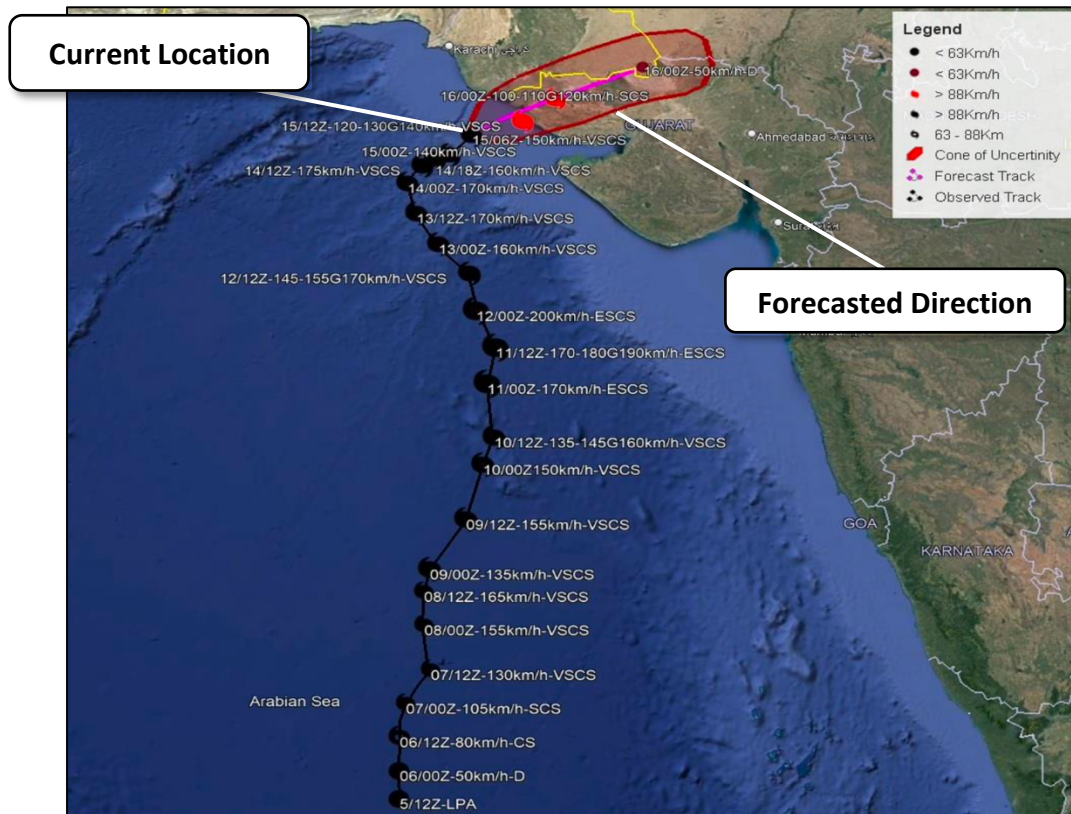 Current Location
Karachi کراچی
Legend
< 63Km/h
< 63Km/h
> 88Km/h
> 88Km/h
63 - 88Km
Cone of Uncertinity
Forecast Track
Observed Track
16/00Z-50km/h-D
16/00Z-100-110G120km/h-SCS
15/12Z-120-130G140km/h-VSCS
GUJARAT
Ahmedabad
15/06Z-150km/h-VSCS
15/00Z-140km/h-VSCS
14/12Z-175km/h-VSCS
14/18Z-160km/h-VSCS
14/00Z-170km/h-VSCS
13/12Z-170km/h-VSCS
Surat
13/00Z-160km/h-VSCS
12/12Z-145-155G170km/h-VSCS
Forecasted Direction
12/00Z-200km/h-ESCS
11/12Z-170-180G190km/h-ESCS
11/00Z-170km/h-ESCS
10/12Z-135-145G160km/h-VSCS
10/00Z150km/h-VSCS
09/12Z-155km/h-VSCS
GOA
KARNATAKA
09/00Z-135km/h-VSCS
08/12Z-165km/h-VSCS
08/00Z-155km/h-VSCS
07/12Z-130km/h-VSCS
Arabian Sea
07/00Z-105km/h-SCS
06/12Z-80km/h-CS
06/00Z-50km/h-D
5/12Z-LPA